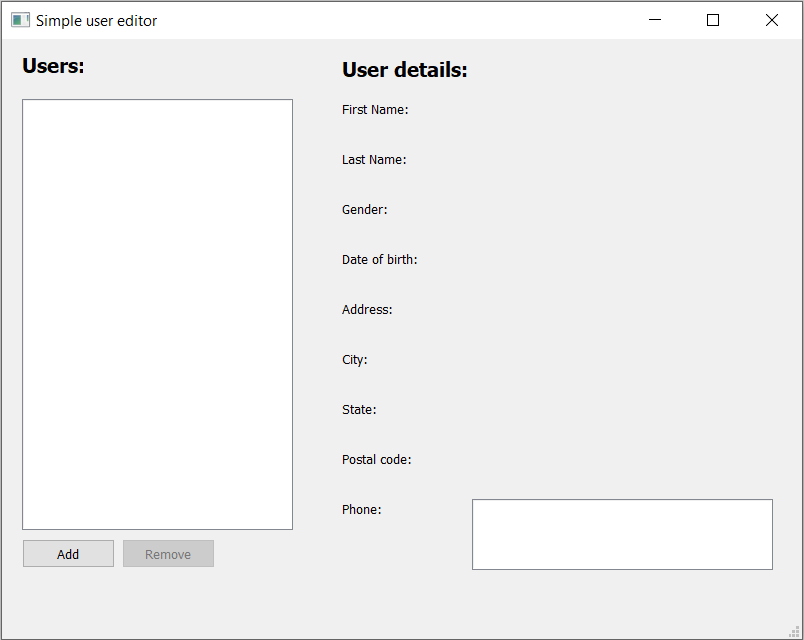 Simple user editor
Users:
Add
Remove
User details:
First Name:
Last Name:
Gender:
Date of birth:
Address:
City:
State:
Postal code:
Phone: